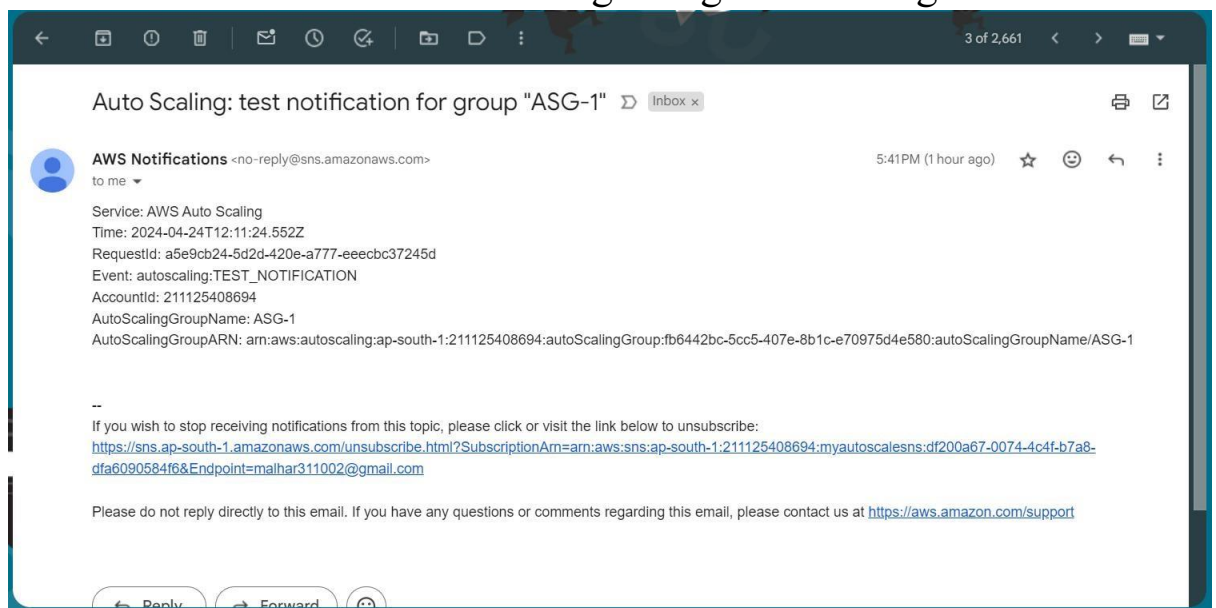 3 of 2,661
Auto Scaling: test notification for group "ASG-1" Inbox x
AWS Notifications <no-reply@sns.amazonaws.com> 5:41 PM (1 hour ago)
to me
Service: AWS Auto Scaling
Time: 2024-04-24T12:11:24.552Z
RequestId: a5e9cb24-5d2d-420e-a777-eeecbc37245d
Event: autoscaling:TEST_NOTIFICATION
AccountId: 211125408694
AutoScalingGroupName: ASG-1
AutoScalingGroupARN: arn:aws:autoscaling:ap-south-1:211125408694:autoScalingGroup:fb6442bc-5cc5-407e-8b1c-e70975d4e580:autoScalingGroupName/ASG-1
--
If you wish to stop receiving notifications from this topic, please click or visit the link below to unsubscribe:
https://sns.ap-south-1.amazonaws.com/unsubscribe.html?SubscriptionArn=arn:aws:sns:ap-south-1:211125408694:myautoscalesns:df200a67-0074-4c4f-b7a8-
dfa6090584f6&Endpoint=malhar311002@gmail.com
Please do not reply directly to this email. If you have any questions or comments regarding this email, please contact us at https://aws.amazon.com/support
Reply Forward